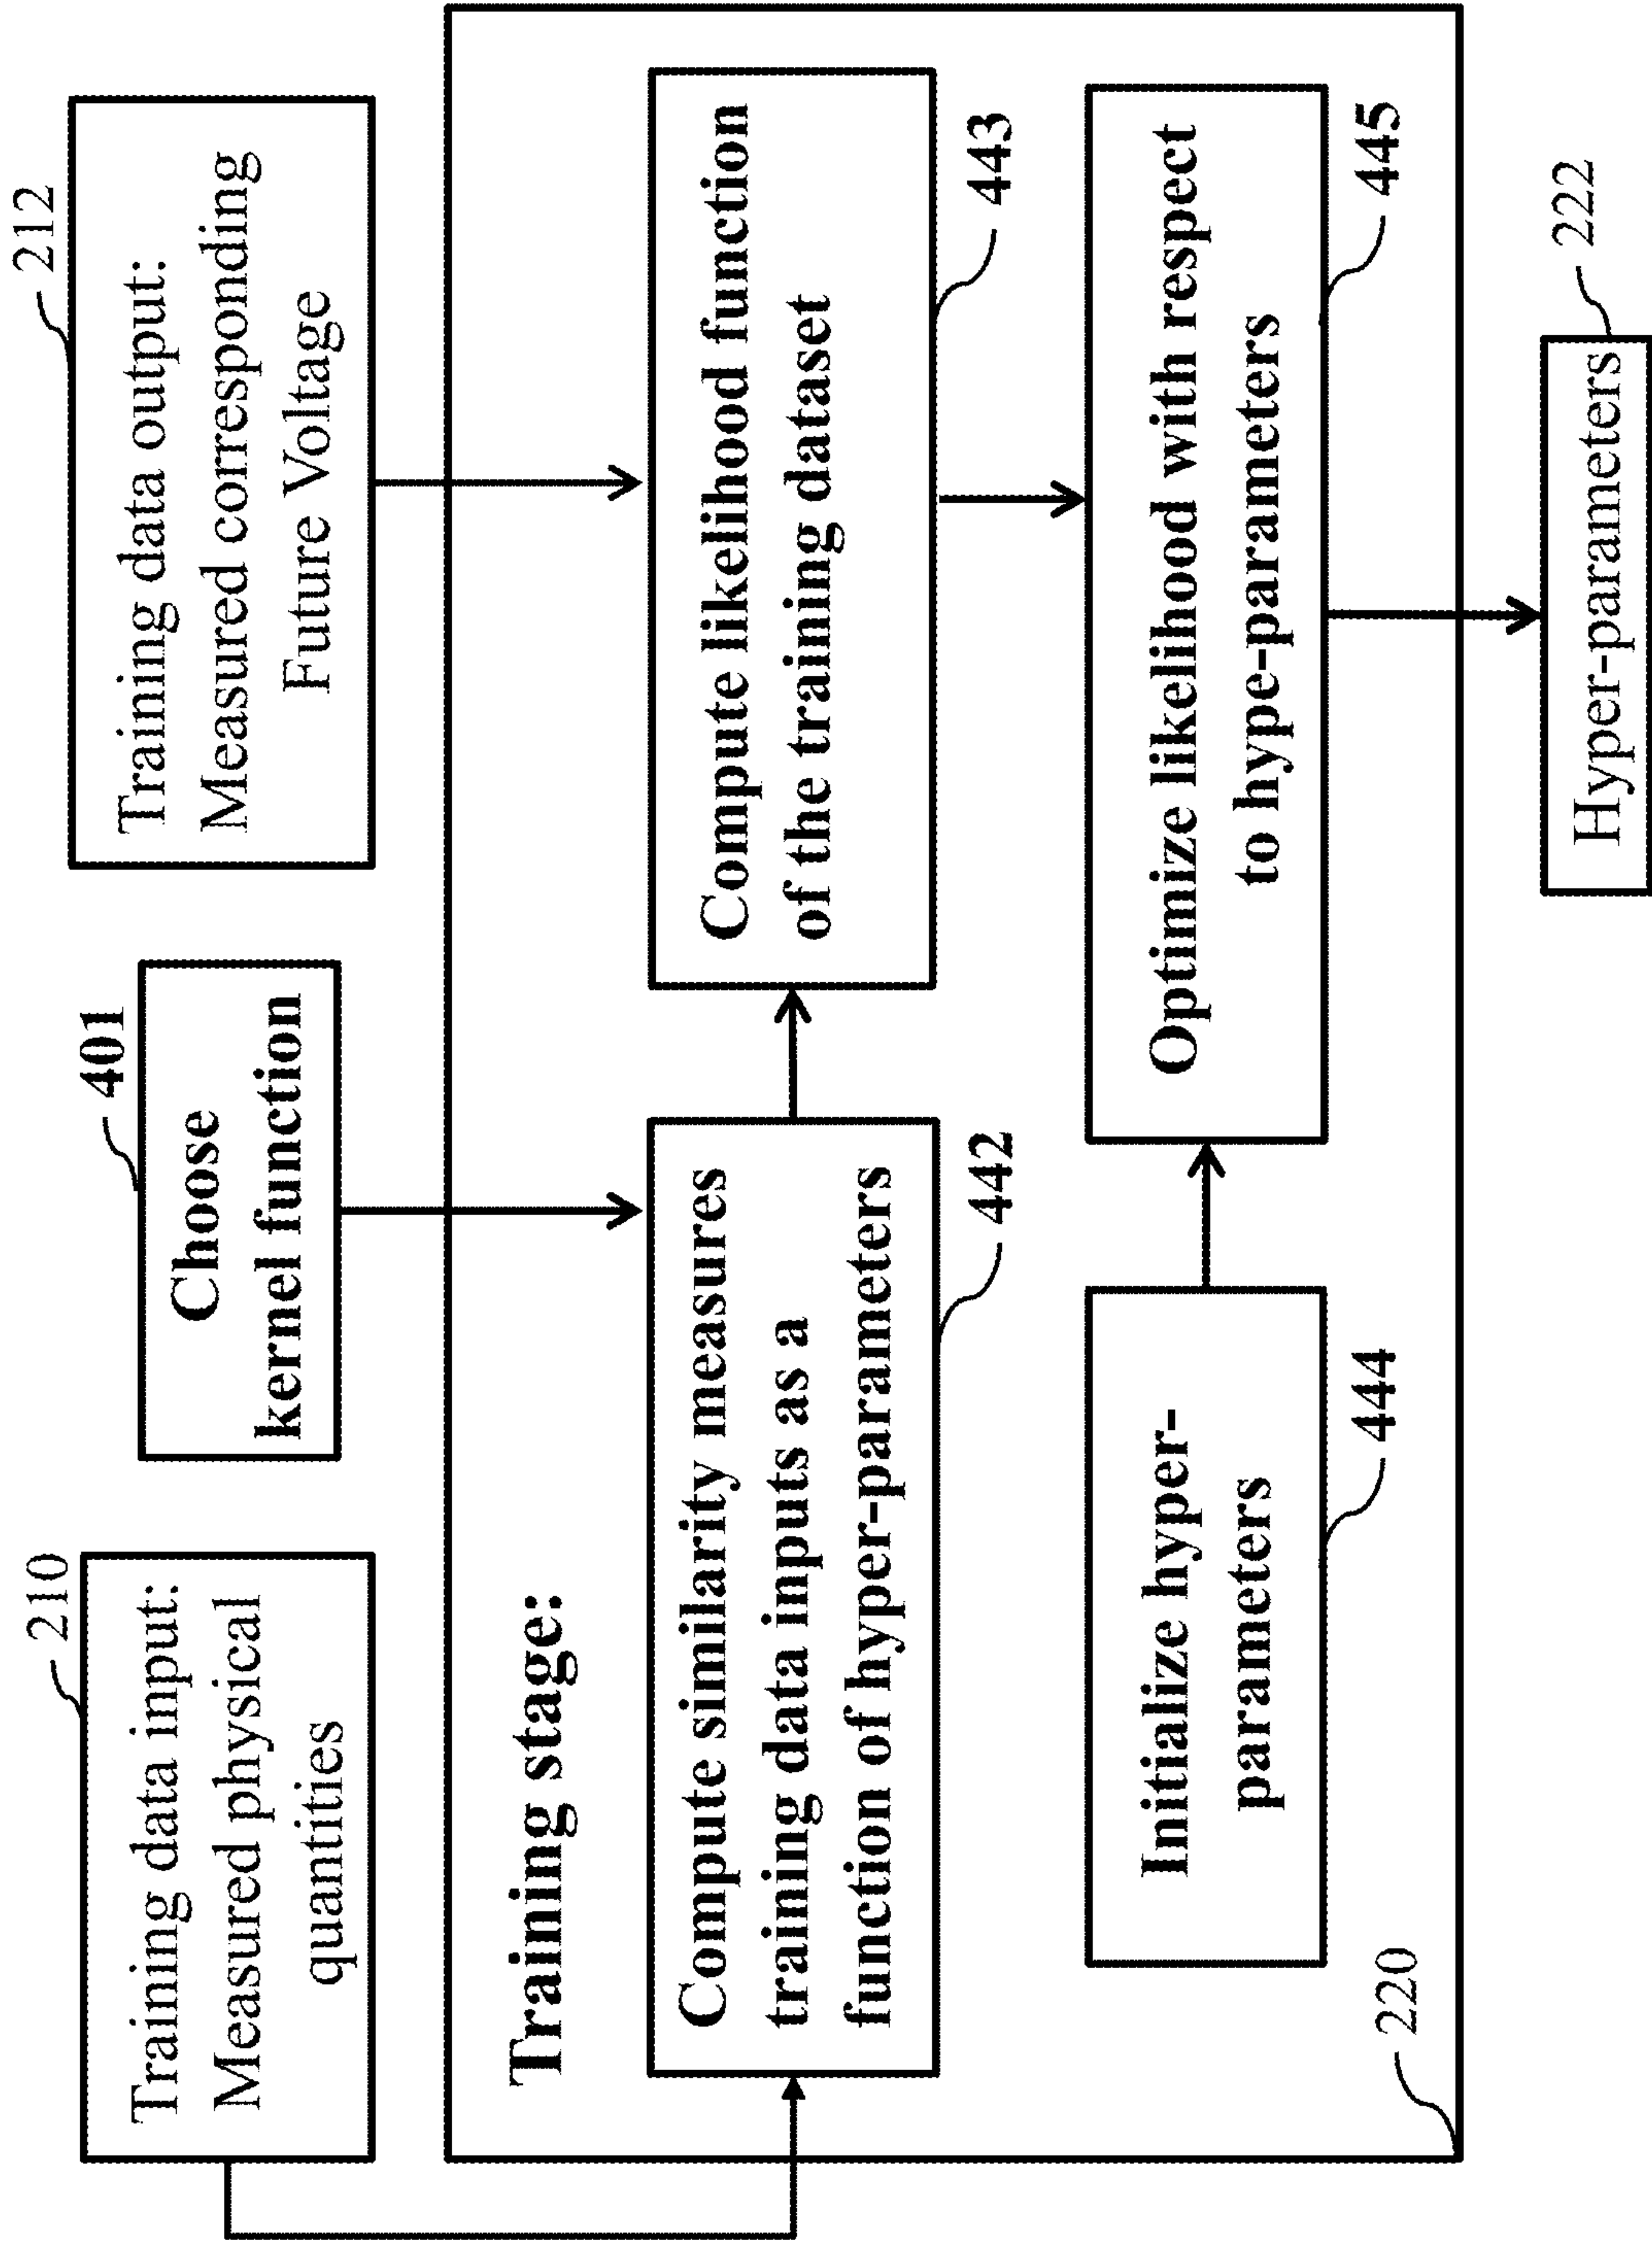 210
Training data input:
Measured physical
quantities
401
Choose
kernel function
212
Training data output:
Measured corresponding
Future Voltage
Training stage:
Compute similarity measures
training data inputs as a
function of hyper-parameters
442
Compute likelihood function
of the training dataset
443
Initialize hyper-
parameters
444
Optimize likelihood with respect
to hype-parameters
445
220
Hyper-parameters
222